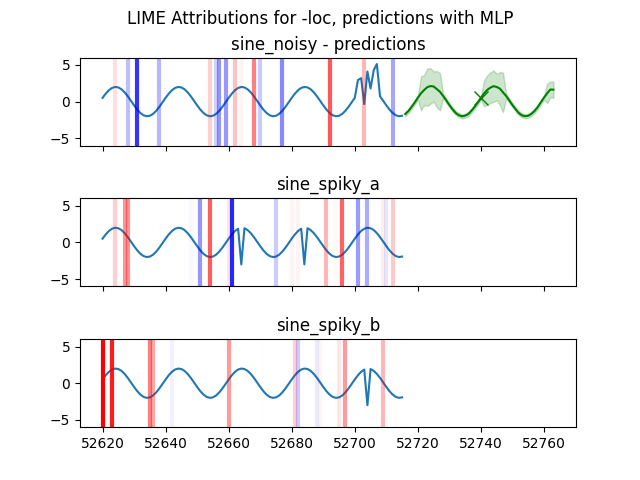 LIME Attributions for -loc, predictions with MLP
sine_noisy - predictions
5
0
−5
sine_spiky_a
5
0
−5
sine_spiky_b
5
0
−5
52620 52640 52660 52680 52700 52720 52740 52760